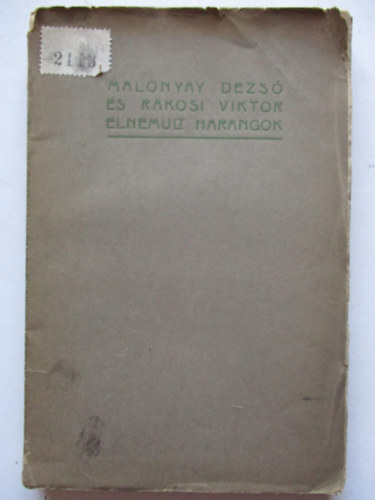 2113
MALONYAY DEZSŐ
ÉS RÁKOSI VIKTOR
ELNÉMULT HARANGOK